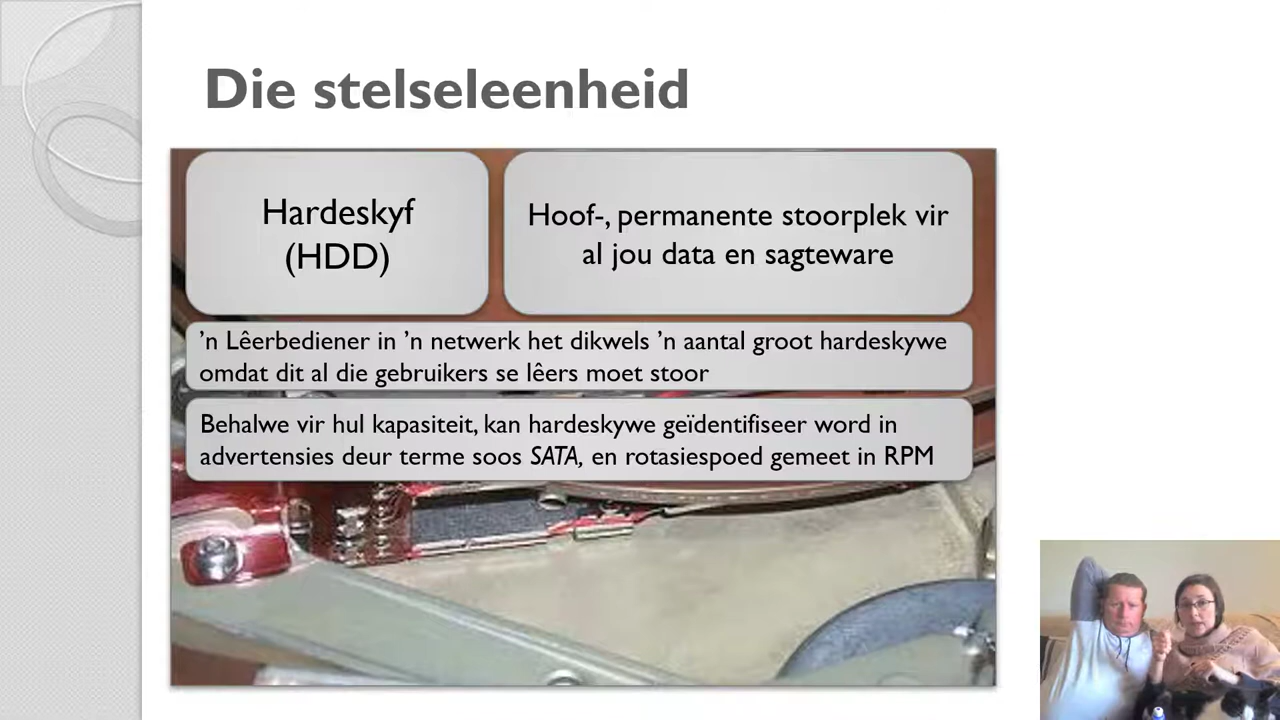 Die stelseleenheid
Hardeskyf
(HDD)
Hoof-, permanente stoorplek vir
al jou data en sagteware
’n Lêerbediener in ’n netwerk het dikwels ’n aantal groot hardeskywe
omdat dit al die gebruikers se lêers moet stoor
Behalwe vir hul kapasiteit, kan hardeskywe geïdentifiseer word in
advertensies deur terme soos SATA, en rotasiespoed gemeet in RPM